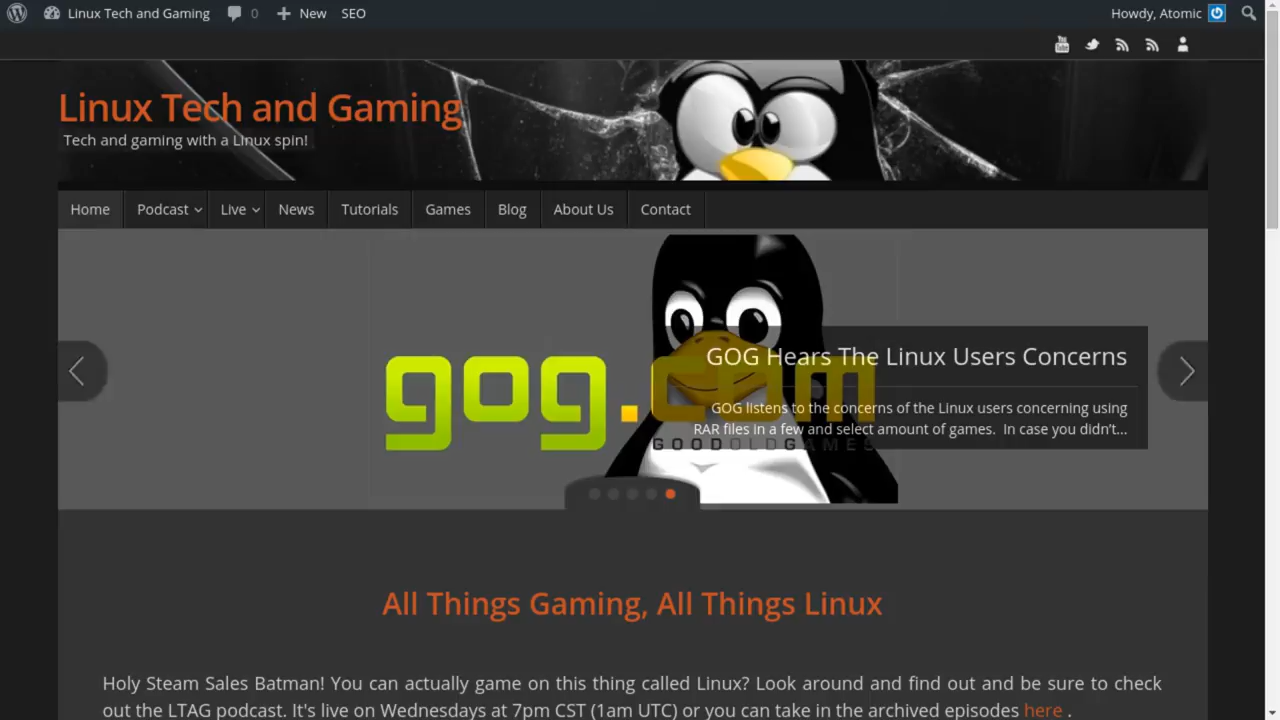 Linux Tech and Gaming 0 New SEO Howdy, Atomic
You Tube
Linux Tech and Gaming
Tech and gaming with a Linux spin!
Home Podcast Live News Tutorials Games Blog About Us Contact
GOG Hears The Linux Users Concerns
gog.com
GOG listens to the concerns of the Linux users concerning using
RAR files in a few and select amount of games. In case you didn't...
GOODOLDGAMES
All Things Gaming, All Things Linux
Holy Steam Sales Batman! You can actually game on this thing called Linux? Look around and find out and be sure to check
out the LTAG podcast. It's live on Wednesdays at 7pm CST (1am UTC) or you can take in the archived episodes here .